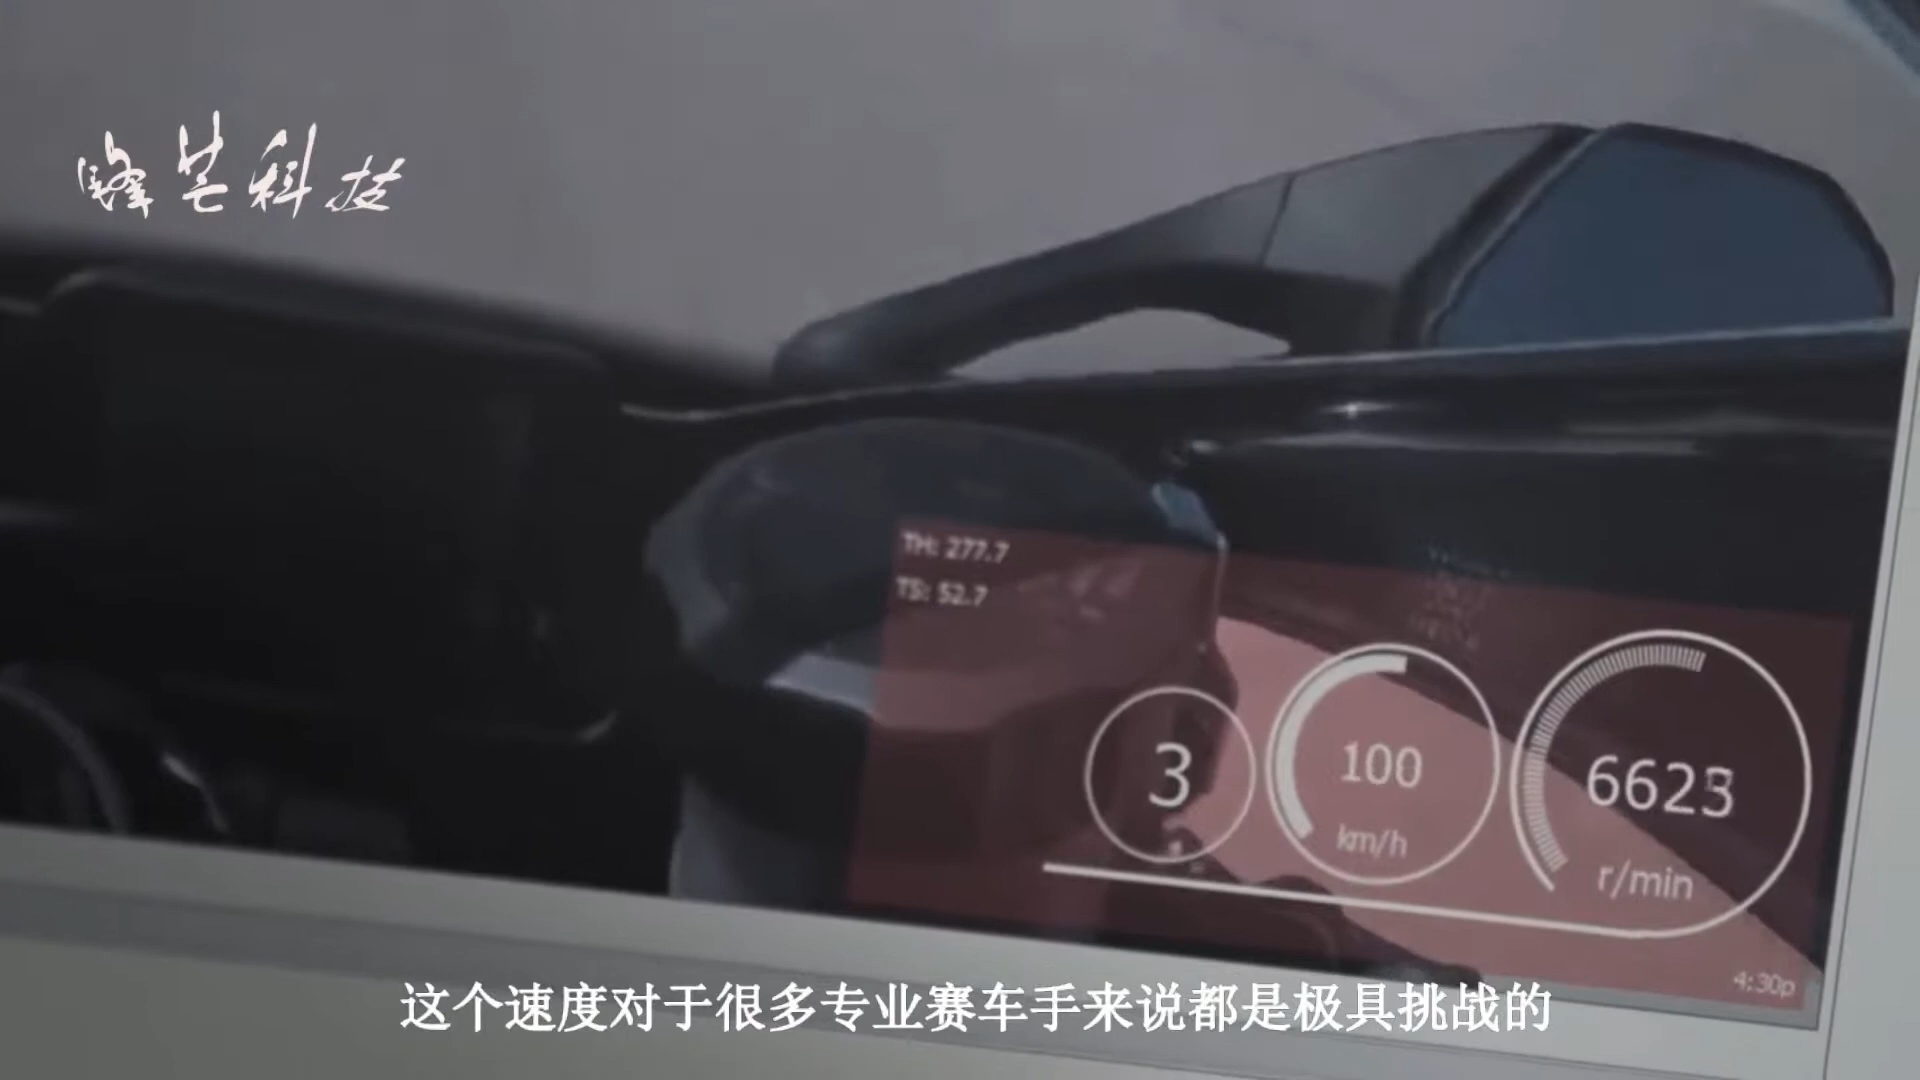 锋芒科技
TH: 277.7
TS: 52.7
3
100
km/h
6623
r/min
4:30p
这个速度对于很多专业赛车手来说都是极具挑战的